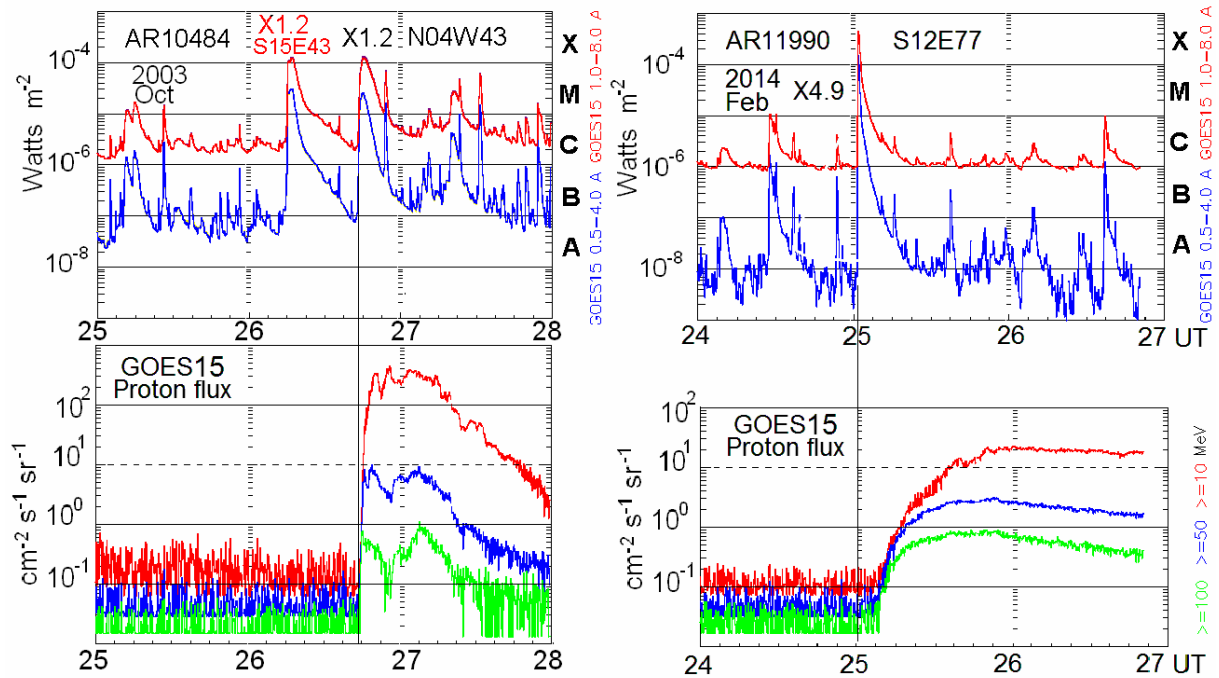 X1.2
AR10484 S15E43 X1.2 N04W43
2003
Oct
10⁻⁴
10⁻⁶
10⁻⁸
Watts m⁻²
X
M
C
B
A
GOES15 0.5–4.0 A GOES15 1.0–8.0 A
25 26 27 28
AR11990 S12E77
2014
Feb X4.9
10⁻⁴
10⁻⁶
10⁻⁸
Watts m⁻²
X
M
C
B
A
GOES15 0.5–4.0 A GOES15 1.0–8.0 A
24 25 26 27 UT
GOES15
Proton flux
10²
10¹
10⁰
10⁻¹
cm⁻² s⁻¹ sr⁻¹
25 26 27 28
GOES15
Proton flux
10²
10¹
10⁰
10⁻¹
cm⁻² s⁻¹ sr⁻¹
>=100 >=50 >=10 MeV
24 25 26 27 UT